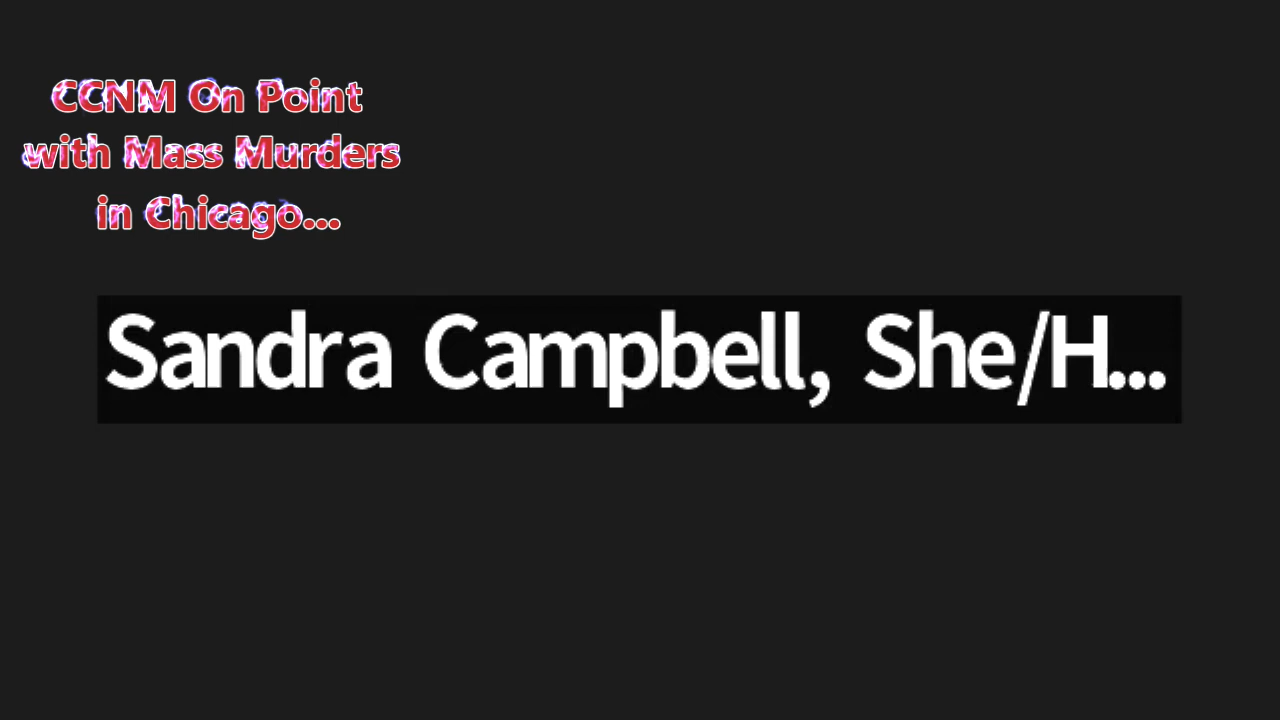 CCNM On Point
with Mass Murders
in Chicago...
Sandra Campbell, She/H...